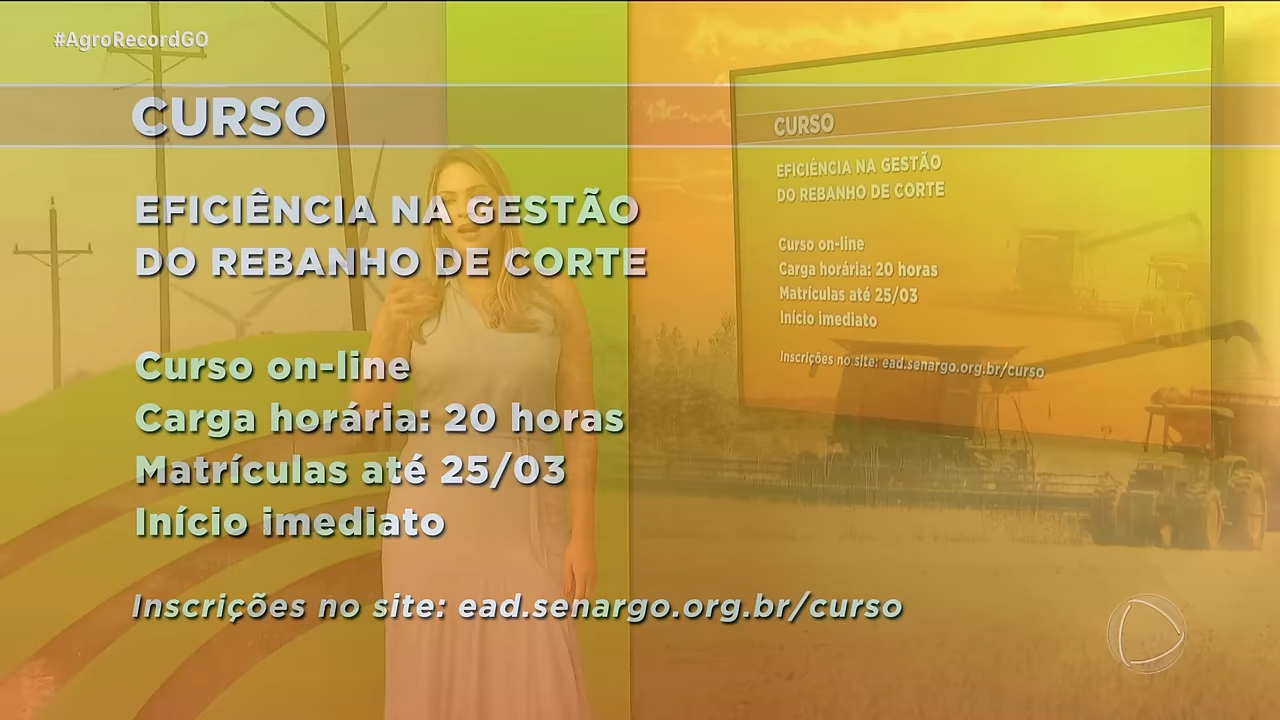 #AgroRecordGO
CURSO
EFICIÊNCIA NA GESTÃO
DO REBANHO DE CORTE
Curso on-line
Carga horária: 20 horas
Matrículas até 25/03
Início imediato
Inscrições no site: ead.senargo.org.br/curso
CURSO
EFICIÊNCIA NA GESTÃO
DO REBANHO DE CORTE
Curso on-line
Carga horária: 20 horas
Matrículas até 25/03
Início imediato
Inscrições no site: ead.senargo.org.br/curso